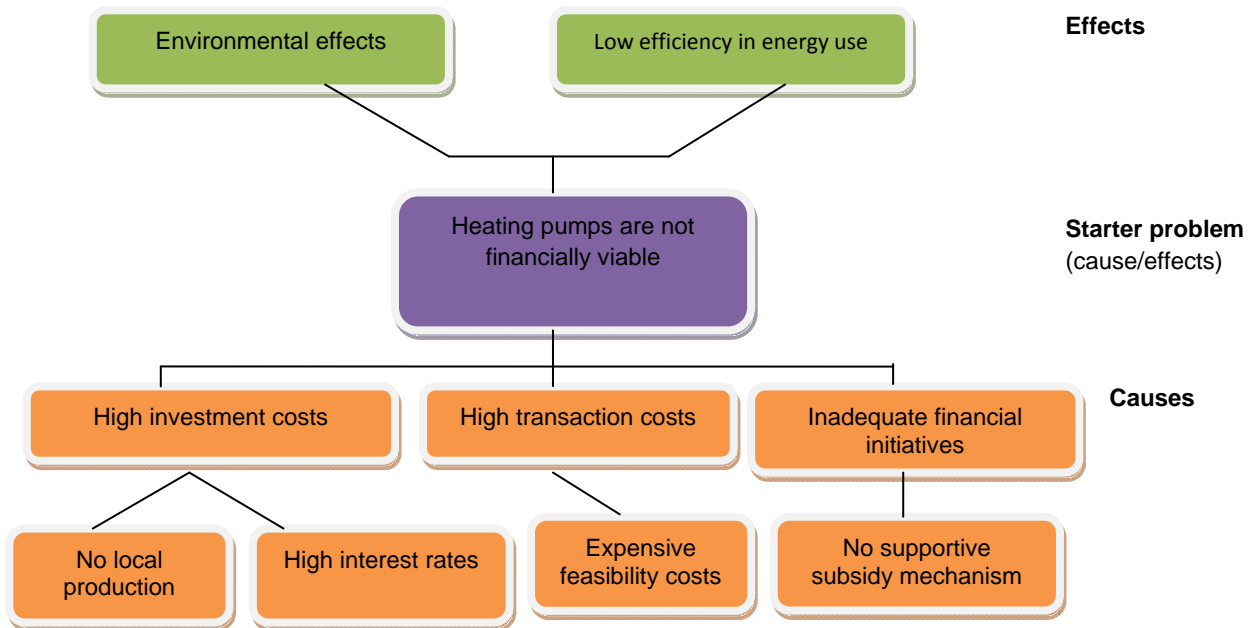 Environmental effects
Low efficiency in energy use
Effects
Heating pumps are not
financially viable
Starter problem
(cause/effects)
High investment costs
High transaction costs
Inadequate financial
initiatives
Causes
No local
production
High interest rates
Expensive
feasibility costs
No supportive
subsidy mechanism